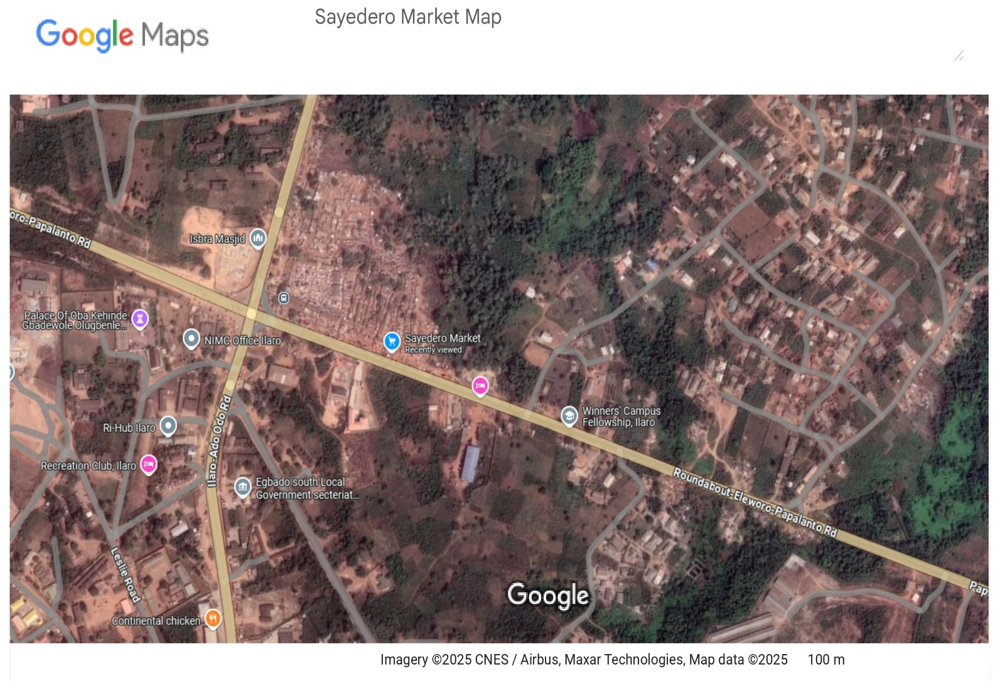 Sayedero Market Map
Google Maps
oro-Papalanto Rd
Isbra Masjid
Palace Of Oba Kehinde
Gbadewole Olugbenle...
NIMC Office Ilaro
Sayedero Market
Recently viewed
Winners' Campus
Fellowship, Ilaro
Ri-Hub Ilaro
Ilaro-Ado Odo Rd
Recreation Club, Ilaro
Egbado south Local
Government secteriat...
Roundabout-Eleworo-Papalanto Rd
Leslie Road
Pap
Google
Continental chicken
Imagery ©2025 CNES / Airbus, Maxar Technologies, Map data ©2025 100 m